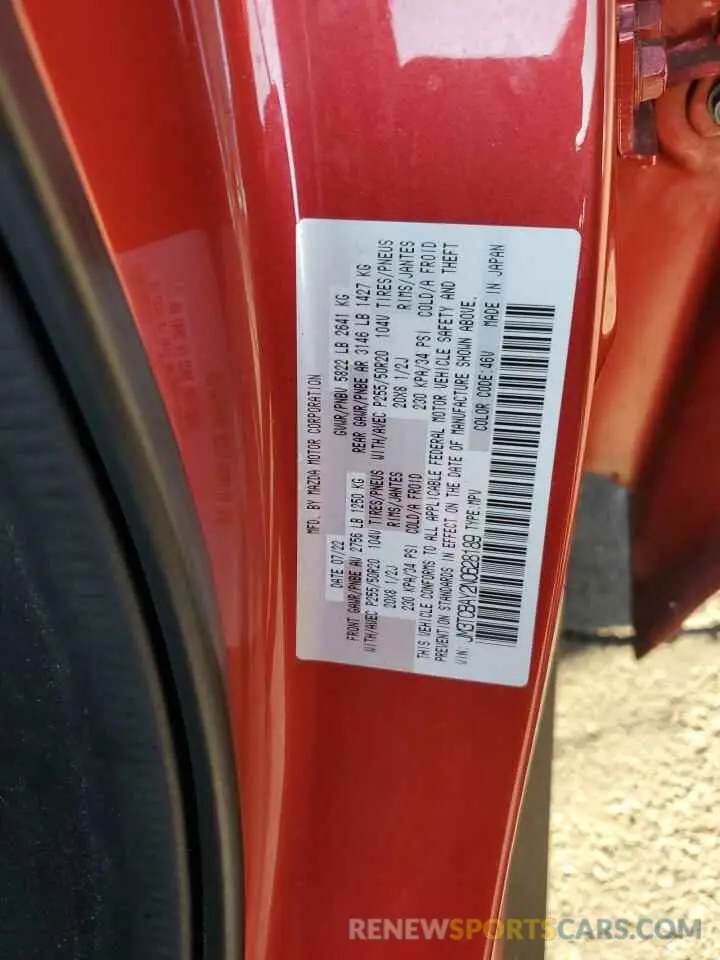 MFD. BY MAZDA MOTOR CORPORATION
DATE 07/22 GVWR/PNBV 5822 LB 2641 KG
FRONT GAWR/PNBE AV 2756 LB 1250 KG REAR GAWR/PNBE AR 3146 LB 1427 KG
WITH/AVEC P255/50R20 104V TIRES/PNEUS WITH/AVEC P255/50R20 104V TIRES/PNEUS
20X8 1/2J RIMS/JANTES 20X8 1/2J RIMS/JANTES
230 KPA/34 PSI COLD/A FROID 230 KPA/34 PSI COLD/A FROID
THIS VEHICLE CONFORMS TO ALL APPLICABLE FEDERAL MOTOR VEHICLE SAFETY AND THEFT
PREVENTION STANDARDS IN EFFECT ON THE DATE OF MANUFACTURE SHOWN ABOVE.
VIN: JM3TCBAY2N0628189 TYPE:MPV COLOR CODE:46V MADE IN JAPAN
RENEWSPORTSCARS.COM